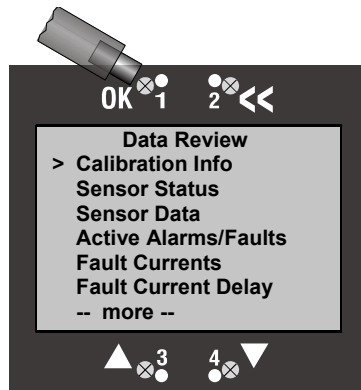 OK 1 2 <<
Data Review
> Calibration Info
Sensor Status
Sensor Data
Active Alarms/Faults
Fault Currents
Fault Current Delay
-- more --
3 4